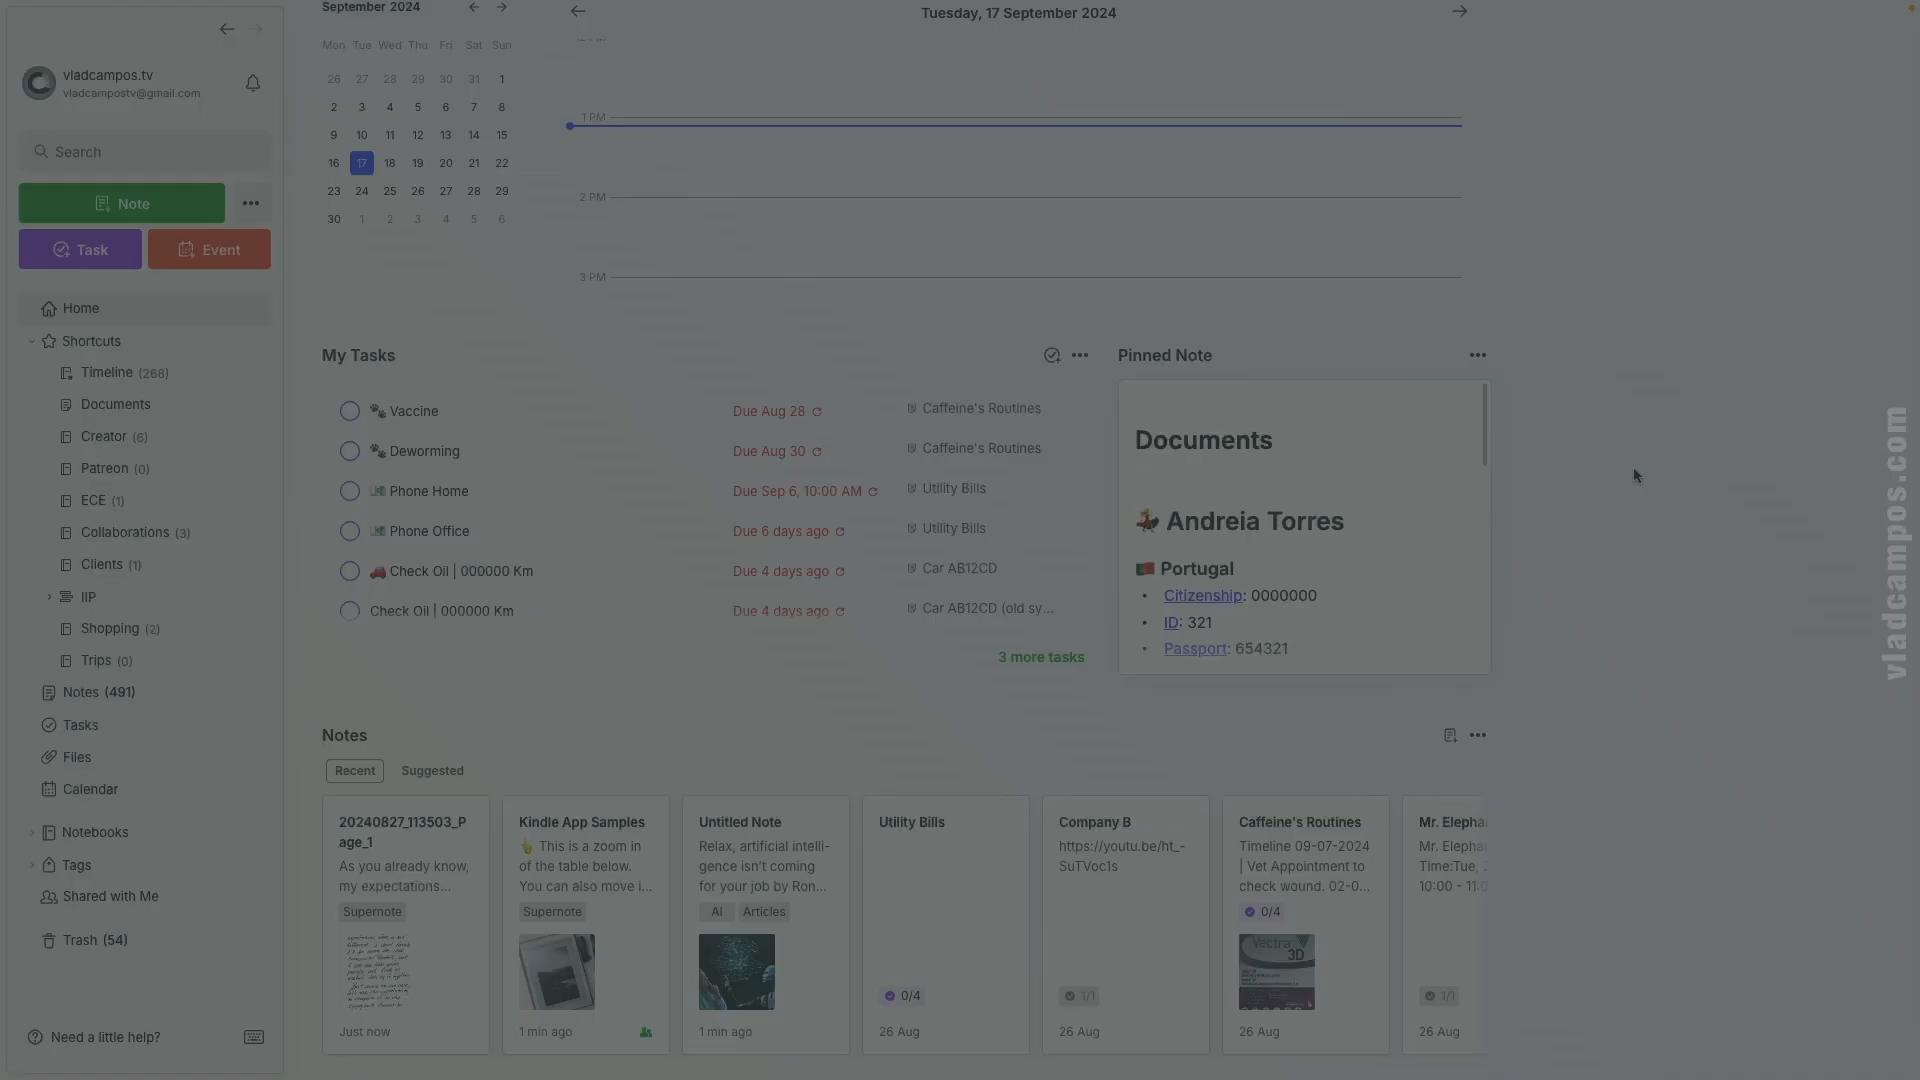 vladcampos.tv
vladcampostv@gmail.com
Search
Note
Task
Event
Home
Shortcuts
Timeline (268)
Documents
Creator (6)
Patreon (0)
ECE (1)
Collaborations (3)
Clients (1)
IIP
Shopping (2)
Trips (0)
Notes (491)
Tasks
Files
Calendar
Notebooks
Tags
Shared with Me
Trash (54)
Need a little help?
September 2024
Mon Tue Wed Thu Fri Sat Sun
26 27 28 29 30 31 1
2 3 4 5 6 7 8
9 10 11 12 13 14 15
16 17 18 19 20 21 22
23 24 25 26 27 28 29
30 1 2 3 4 5 6
Tuesday, 17 September 2024
1 PM
2 PM
3 PM
My Tasks
Vaccine Due Aug 28 Caffeine's Routines
Deworming Due Aug 30 Caffeine's Routines
Phone Home Due Sep 6, 10:00 AM Utility Bills
Phone Office Due 6 days ago Utility Bills
Check Oil | 000000 Km Due 4 days ago Car AB12CD
Check Oil | 000000 Km Due 4 days ago Car AB12CD (old sy...
3 more tasks
Pinned Note
Documents
Andreia Torres
Portugal
• Citizenship: 0000000
• ID: 321
• Passport: 654321
Notes
Recent Suggested
20240827_113503_P
age_1
As you already know,
my expectations...
Supernote
Just now
Kindle App Samples
This is a zoom in
of the table below.
You can also move i...
Supernote
1 min ago
Untitled Note
Relax, artificial intelli-
gence isn't coming
for your job by Ron...
AI Articles
1 min ago
Utility Bills
0/4
26 Aug
Company B
https://youtu.be/ht_-
SuTVoc1s
1/1
26 Aug
Caffeine's Routines
Timeline 09-07-2024
| Vet Appointment to
check wound. 02-0...
0/4
Vectra
3D
26 Aug
Mr. Elepha
Mr. Elepha
Time:Tue,
10:00 - 11:0
1/1
26 Aug
vladcampos.com